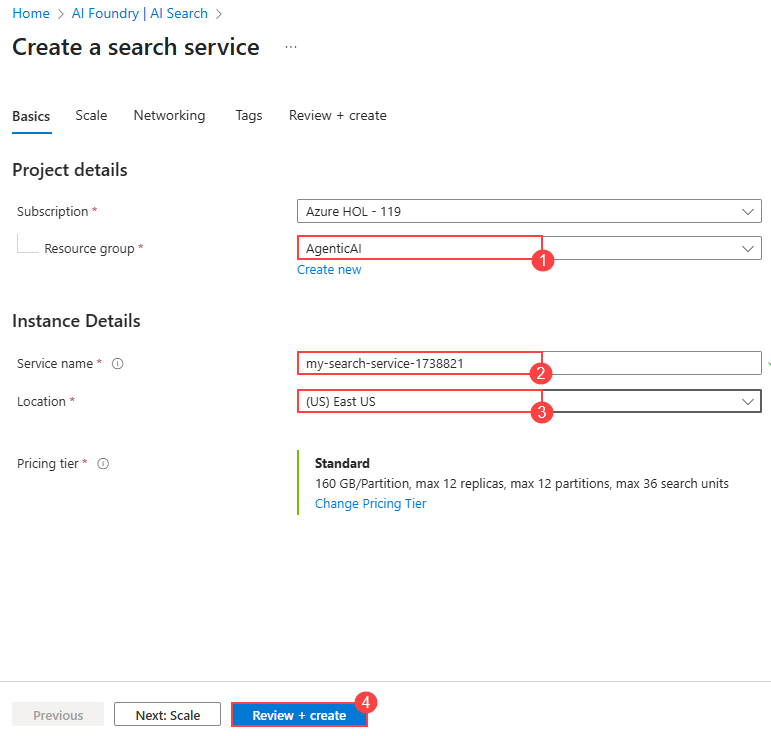 Home > AI Foundry | AI Search >
Create a search service ...
Basics Scale Networking Tags Review + create
Project details
Subscription * Azure HOL - 119
Resource group * AgenticAI
1
Create new
Instance Details
Service name * my-search-service-1738821
2
Location * (US) East US
3
Pricing tier * Standard
160 GB/Partition, max 12 replicas, max 12 partitions, max 36 search units
Change Pricing Tier
4
Previous Next: Scale Review + create